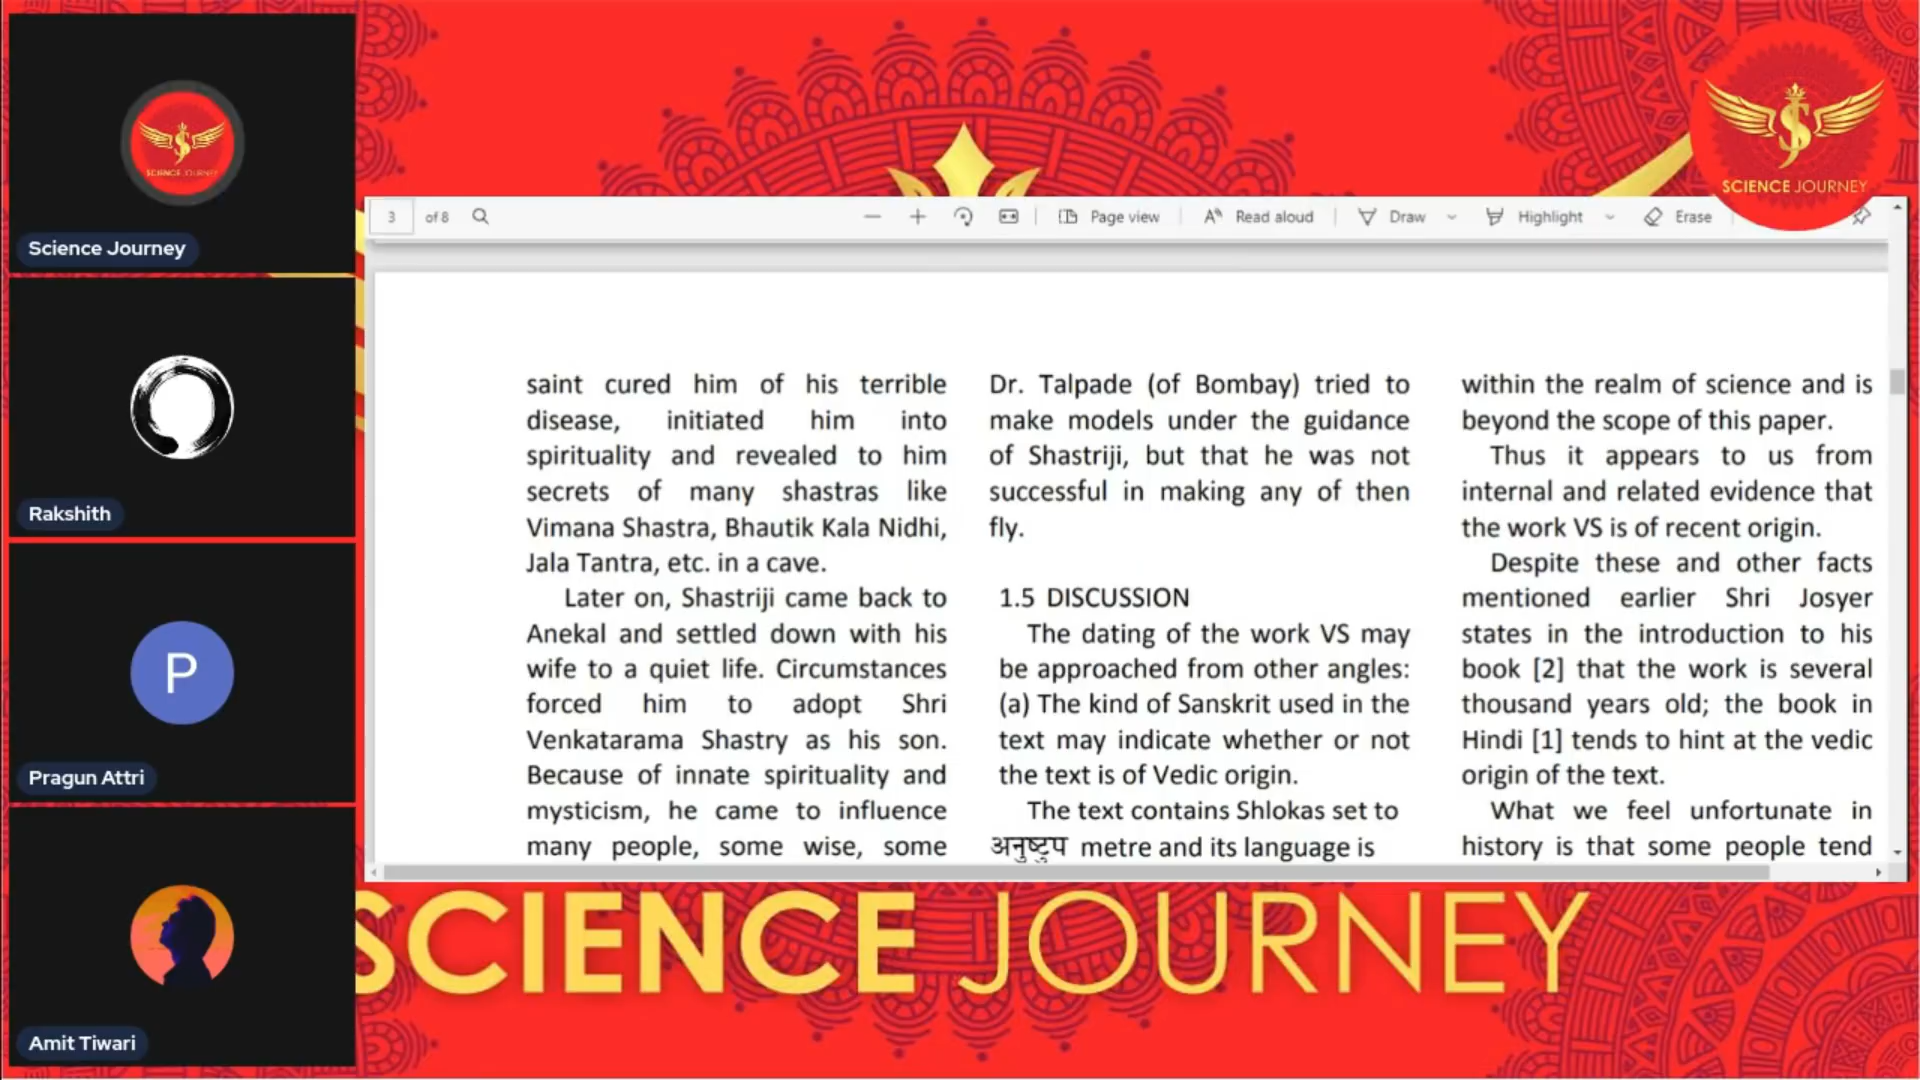 SCIENCE JOURNEY
Science Journey
Rakshith
P
Pragun Attri
Amit Tiwari
SCIENCE JOURNEY
3 of 8
Page view
Read aloud
Draw
Highlight
Erase
saint cured him of his terrible
disease, initiated him into
spirituality and revealed to him
secrets of many shastras like
Vimana Shastra, Bhautik Kala Nidhi,
Jala Tantra, etc. in a cave.
Later on, Shastriji came back to
Anekal and settled down with his
wife to a quiet life. Circumstances
forced him to adopt Shri
Venkatarama Shastry as his son.
Because of innate spirituality and
mysticism, he came to influence
many people, some wise, some
Dr. Talpade (of Bombay) tried to
make models under the guidance
of Shastriji, but that he was not
successful in making any of then
fly.
1.5 DISCUSSION
The dating of the work VS may
be approached from other angles:
(a) The kind of Sanskrit used in the
text may indicate whether or not
the text is of Vedic origin.
The text contains Shlokas set to
अनुष्टुप metre and its language is
within the realm of science and is
beyond the scope of this paper.
Thus it appears to us from
internal and related evidence that
the work VS is of recent origin.
Despite these and other facts
mentioned earlier Shri Josyer
states in the introduction to his
book [2] that the work is several
thousand years old; the book in
Hindi [1] tends to hint at the vedic
origin of the text.
What we feel unfortunate in
history is that some people tend
SCIENCE JOURNEY